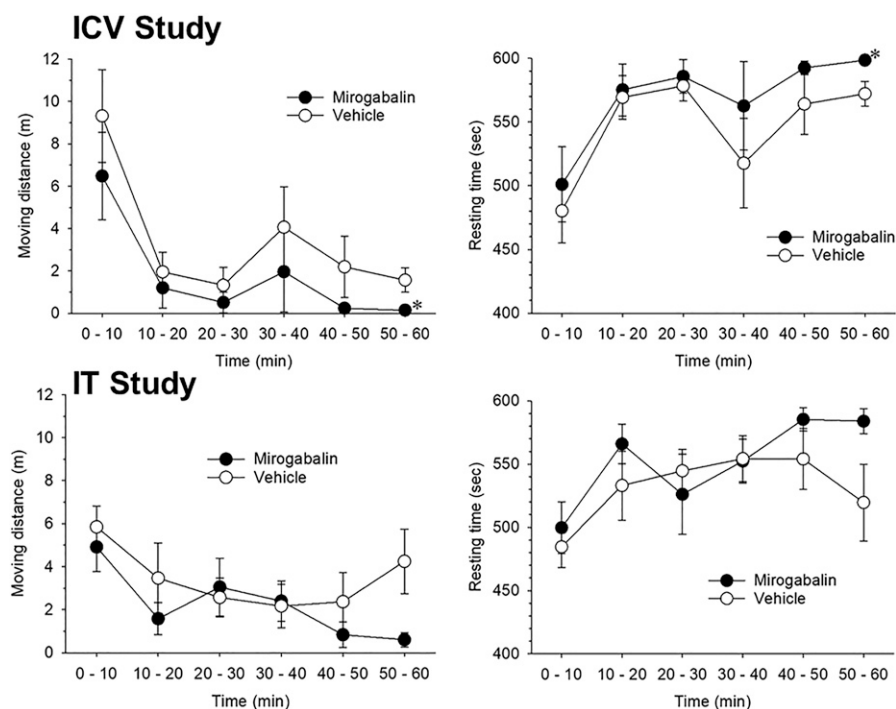 ICV Study
12
10
8
6
4
2
0
Moving distance (m)
Mirogabalin
Vehicle
*
0 - 10 10 - 20 20 - 30 30 - 40 40 - 50 50 - 60
Time (min)
600
550
500
450
400
Resting time (sec)
*
Mirogabalin
Vehicle
0 - 10 10 - 20 20 - 30 30 - 40 40 - 50 50 - 60
Time (min)
IT Study
12
10
8
6
4
2
0
Moving distance (m)
Mirogabalin
Vehicle
0 - 10 10 - 20 20 - 30 30 - 40 40 - 50 50 - 60
Time (min)
600
550
500
450
400
Resting time (sec)
Mirogabalin
Vehicle
0 - 10 10 - 20 20 - 30 30 - 40 40 - 50 50 - 60
Time (min)